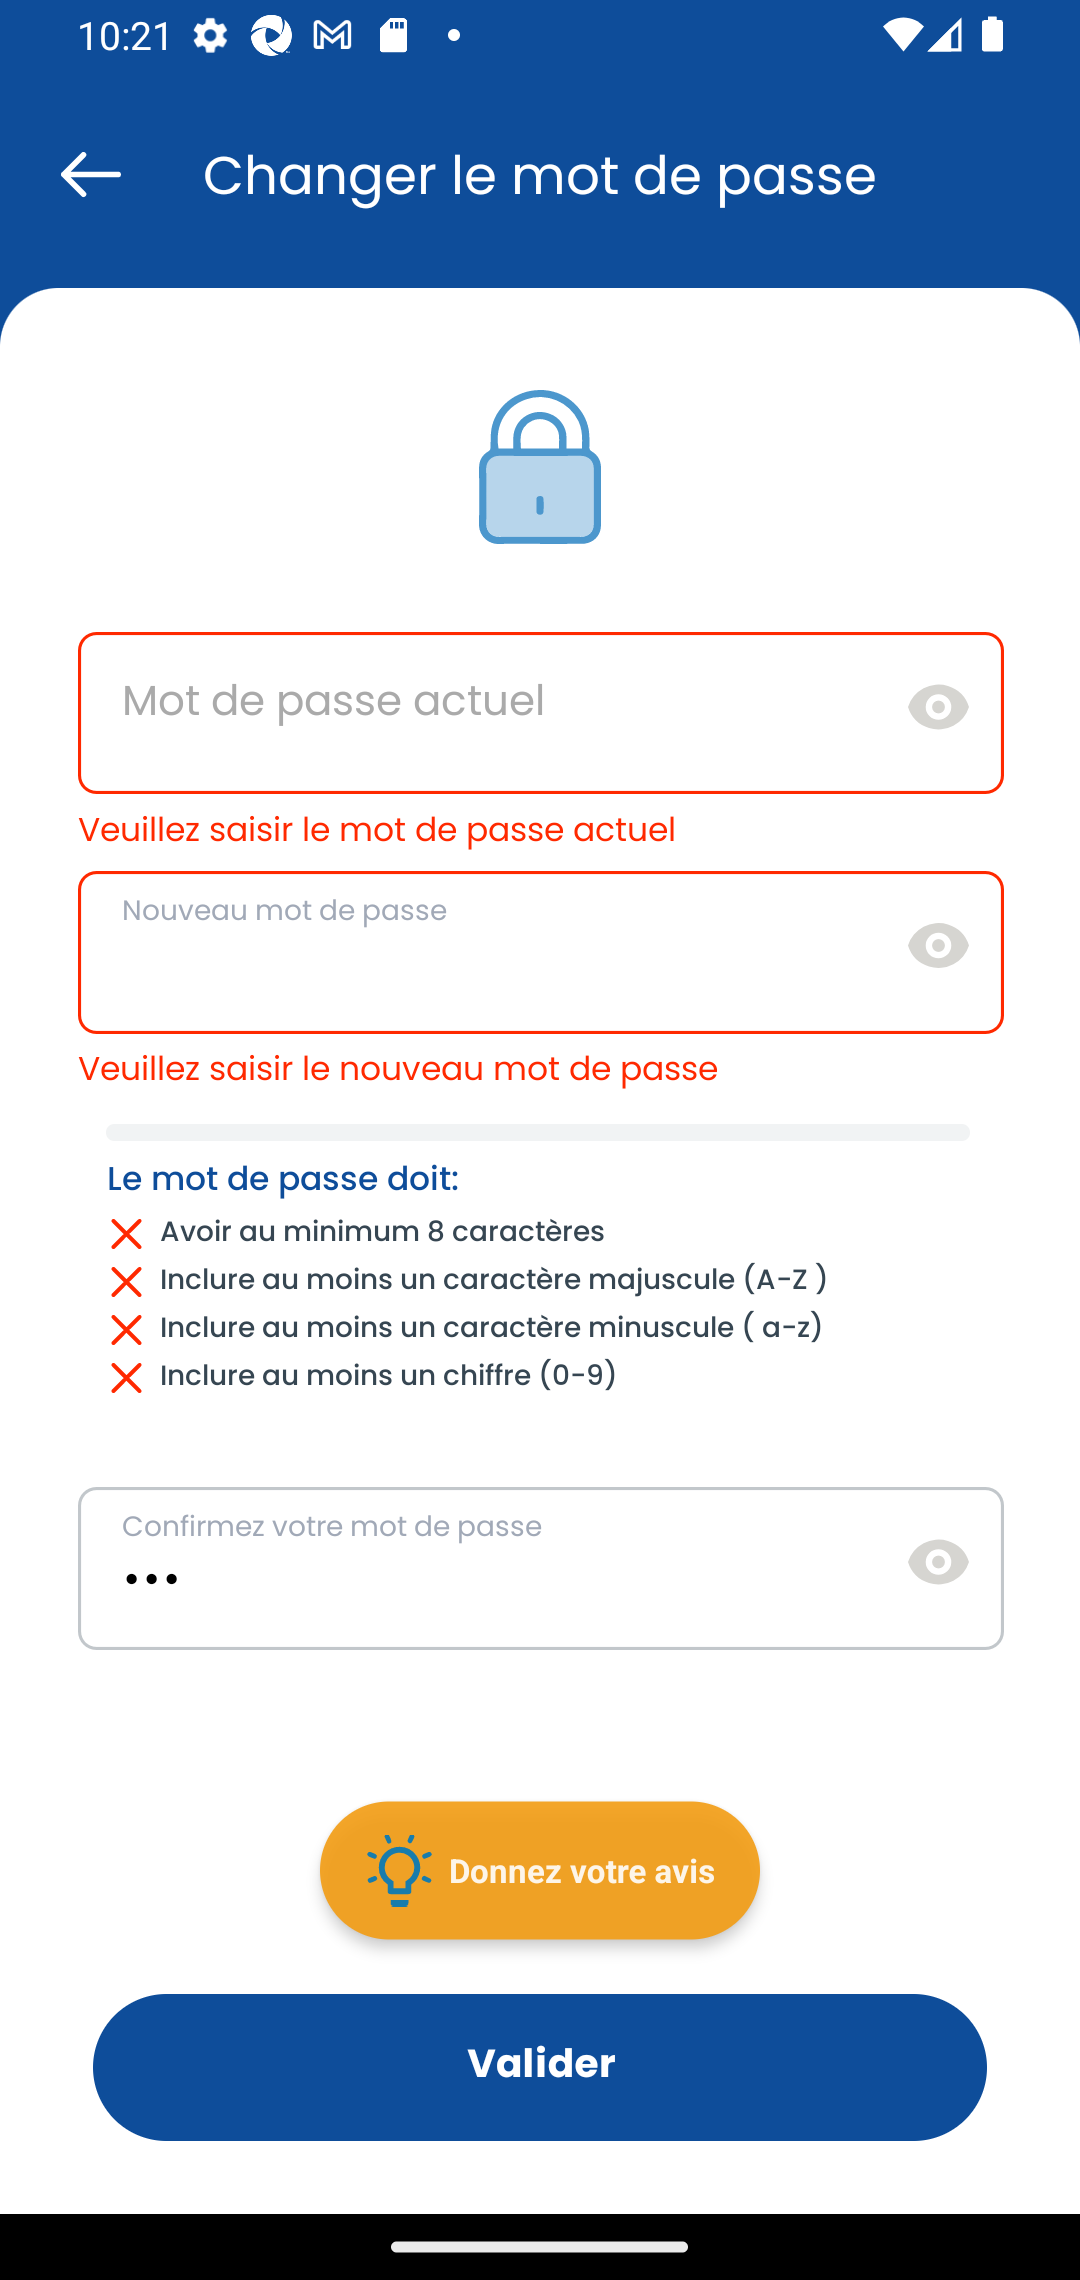 10:21
Changer le mot de passe
Mot de passe actuel
Veuillez saisir le mot de passe actuel
Nouveau mot de passe
Veuillez saisir le nouveau mot de passe
Le mot de passe doit:
Avoir au minimum 8 caractères
Inclure au moins un caractère majuscule (A-Z )
Inclure au moins un caractère minuscule ( a-z)
Inclure au moins un chiffre (0-9)
Confirmez votre mot de passe
•••
Donnez votre avis
Valider